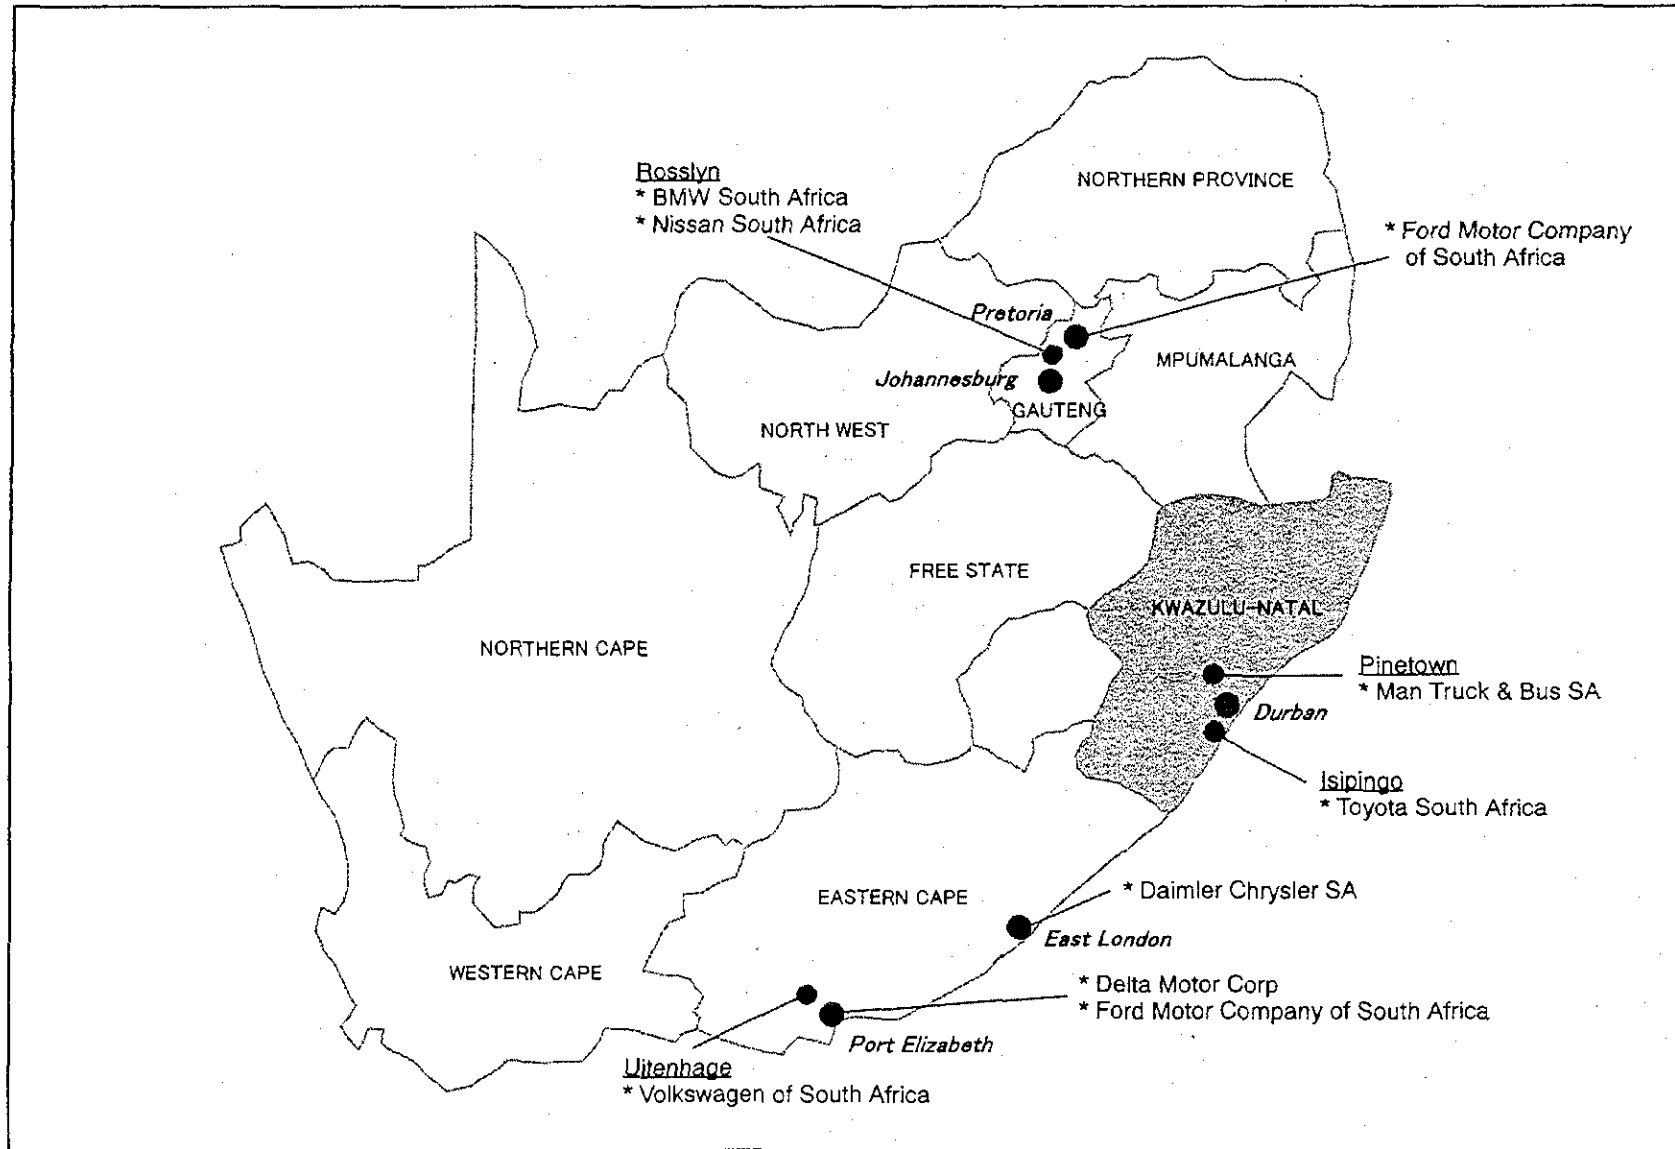 NORTHERN PROVINCE
Rosslyn
* BMW South Africa
* Nissan South Africa
* Ford Motor Company
of South Africa
Pretoria
MPUMALANGA
Johannesburg
GAUTENG
NORTH WEST
FREE STATE
KWAZULU-NATAL
NORTHERN CAPE
Pinetown
* Man Truck & Bus SA
Durban
Isipingo
* Toyota South Africa
EASTERN CAPE
* Daimler Chrysler SA
East London
WESTERN CAPE
* Delta Motor Corp
* Ford Motor Company of South Africa
Port Elizabeth
Uitenhage
* Volkswagen of South Africa